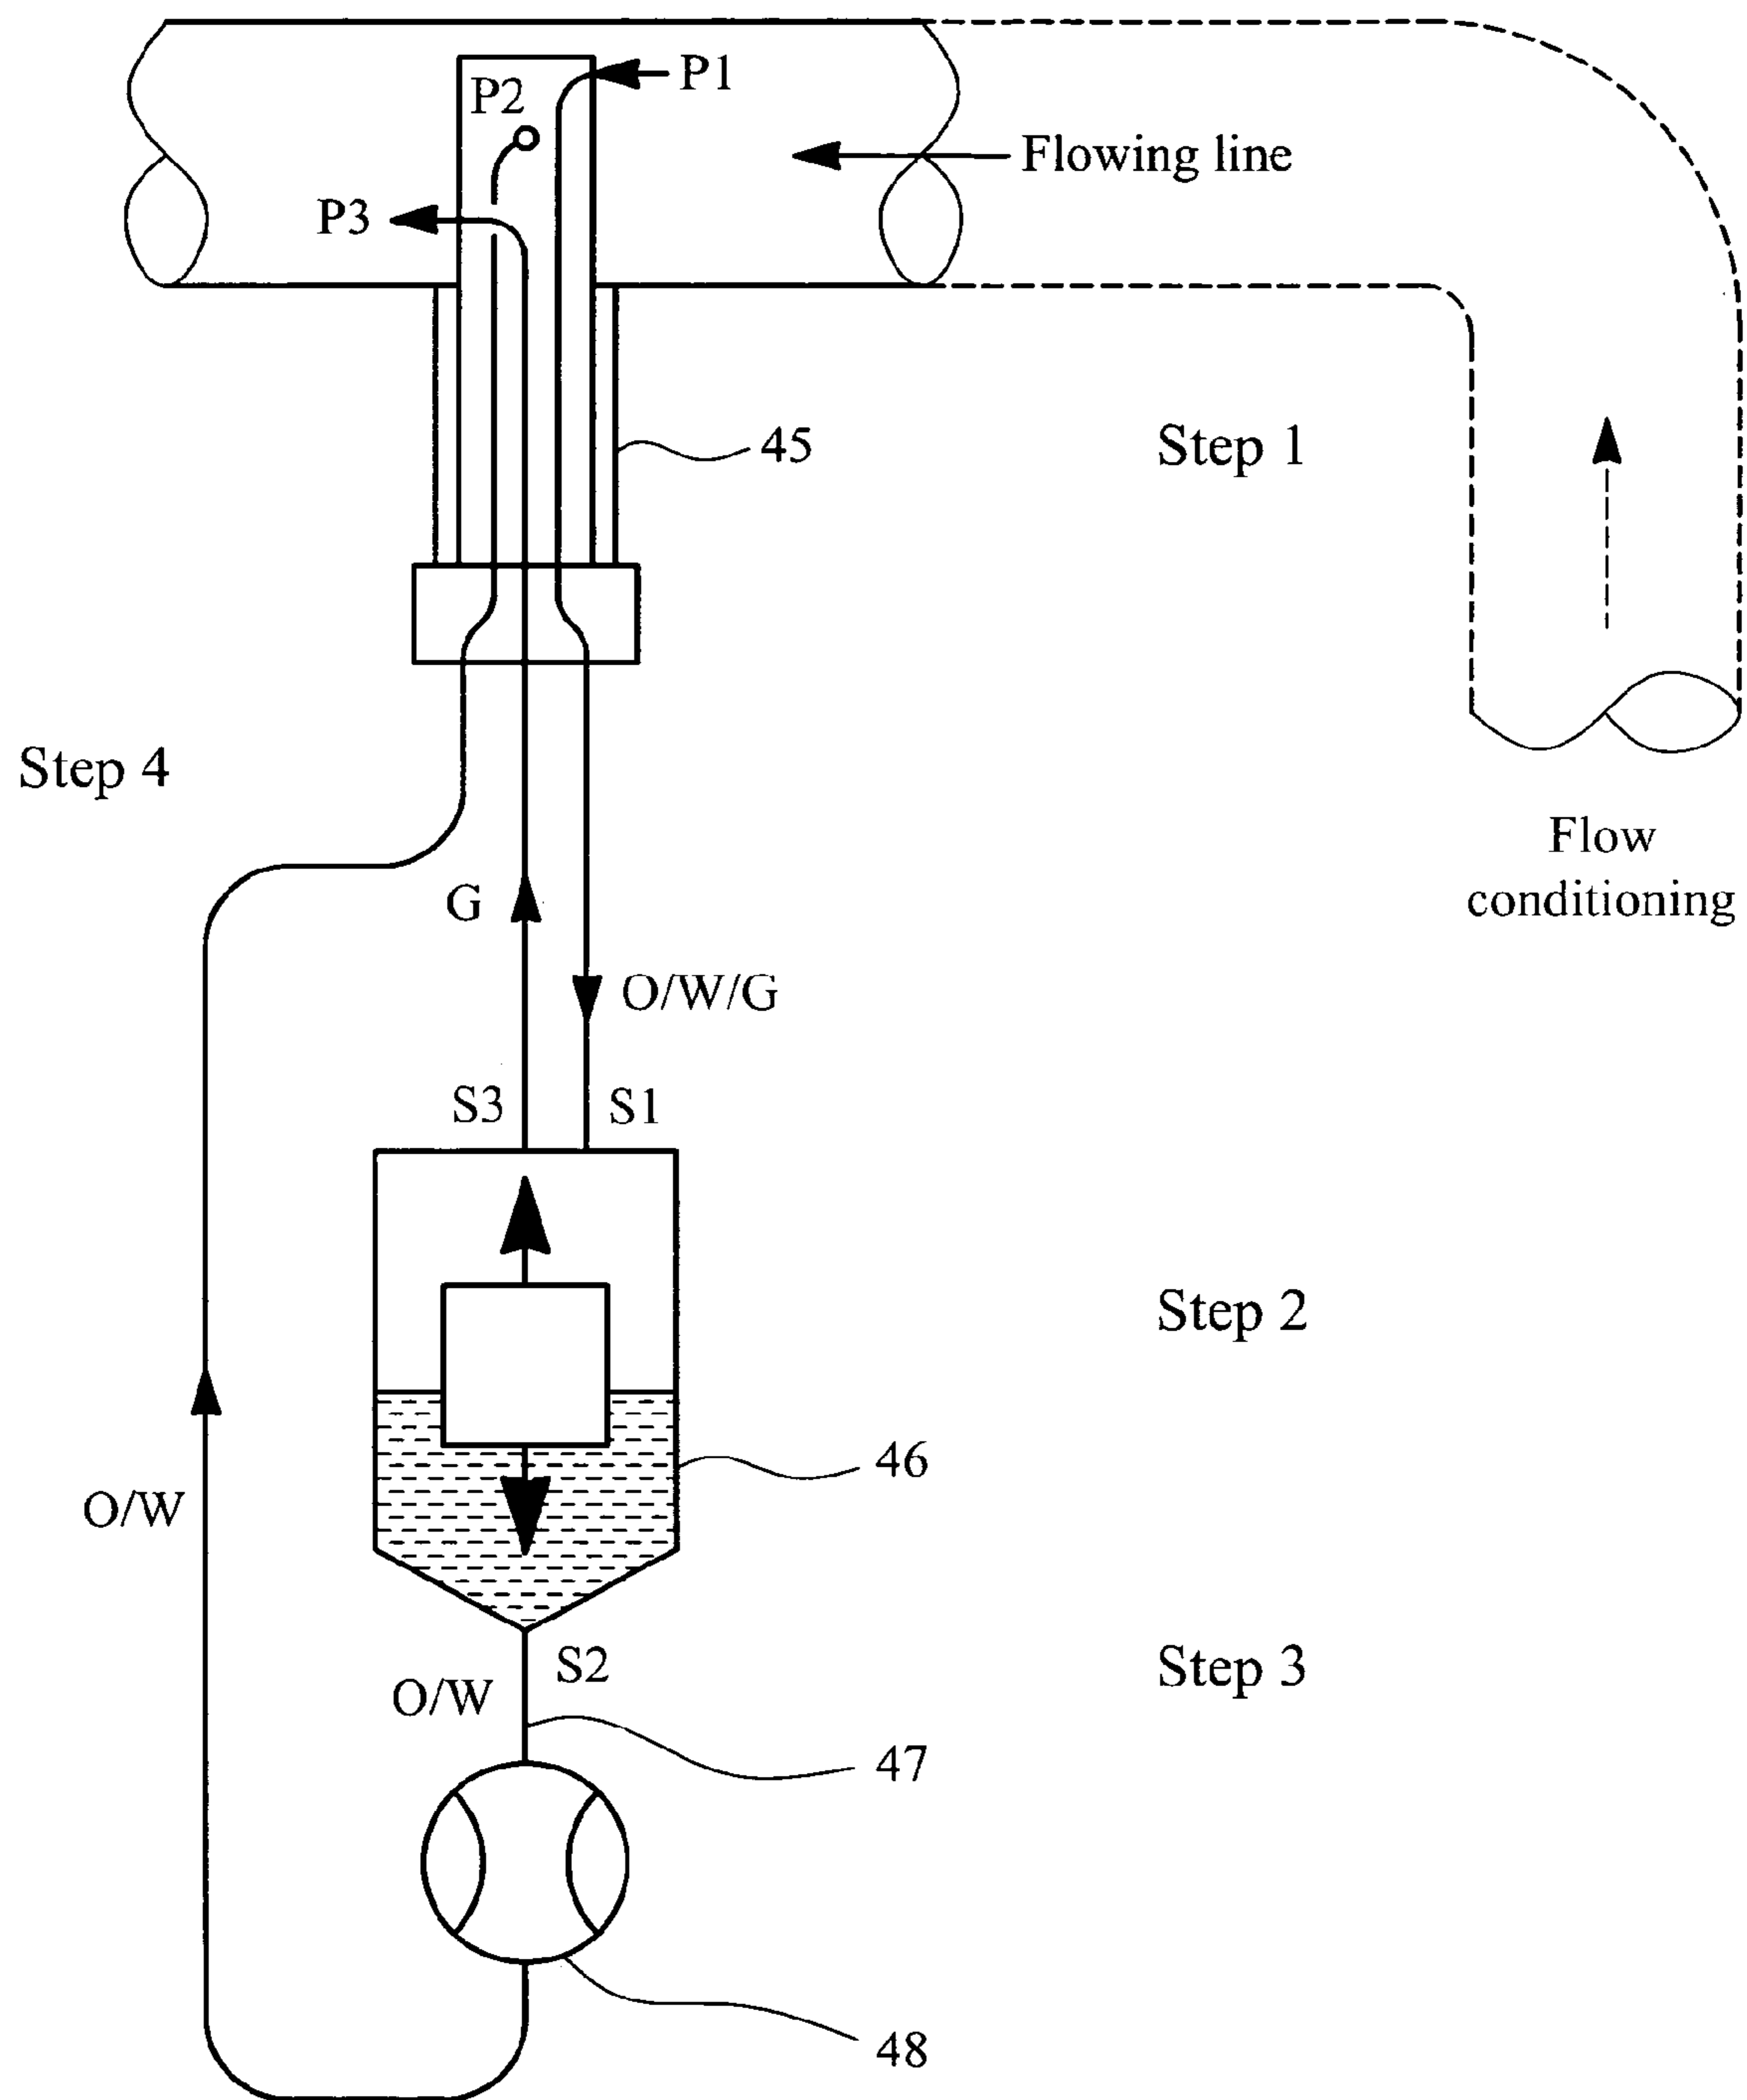 P1
P2
Flowing line
P3
45
Step 1
Step 4
Flow
conditioning
G
O/W/G
S3
S1
Step 2
46
O/W
S2
Step 3
O/W
47
48